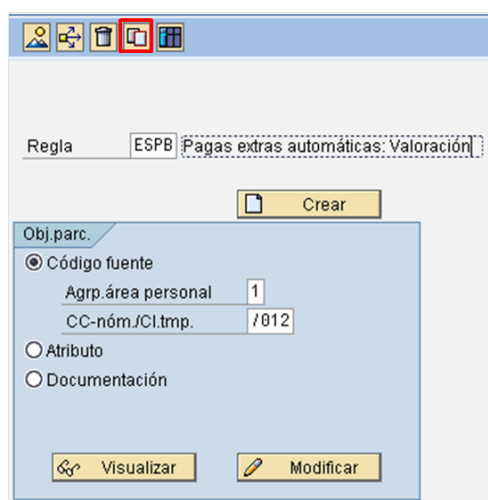 Regla ESPB Pagas extras automáticas: Valoración
Crear
Obj.parc.
Código fuente
Agrp.área personal 1
CC-nóm./Cl.tmp. /012
Atributo
Documentación
Visualizar Modificar